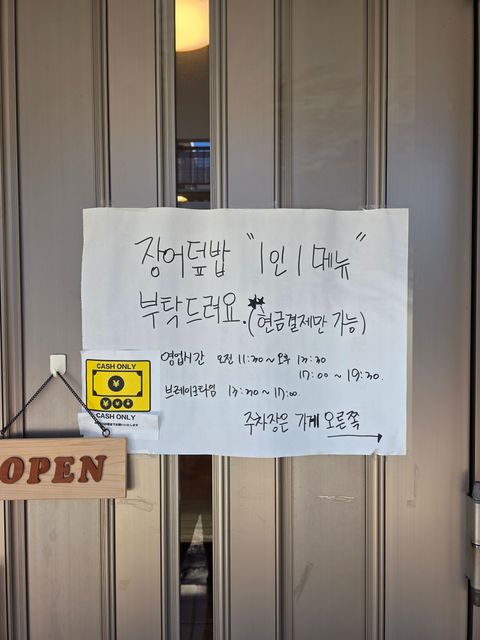 장어덮밥 "1인 1메뉴"
부탁드려요.(현금결제만 가능)
영업시간 오전 11:30 ~ 오후 13:30
17:00 ~ 19:30.
브레이크타임 13:30 ~ 17:00.
주차장은 가게 오른쪽
CASH ONLY
¥
CASH ONLY
OPEN